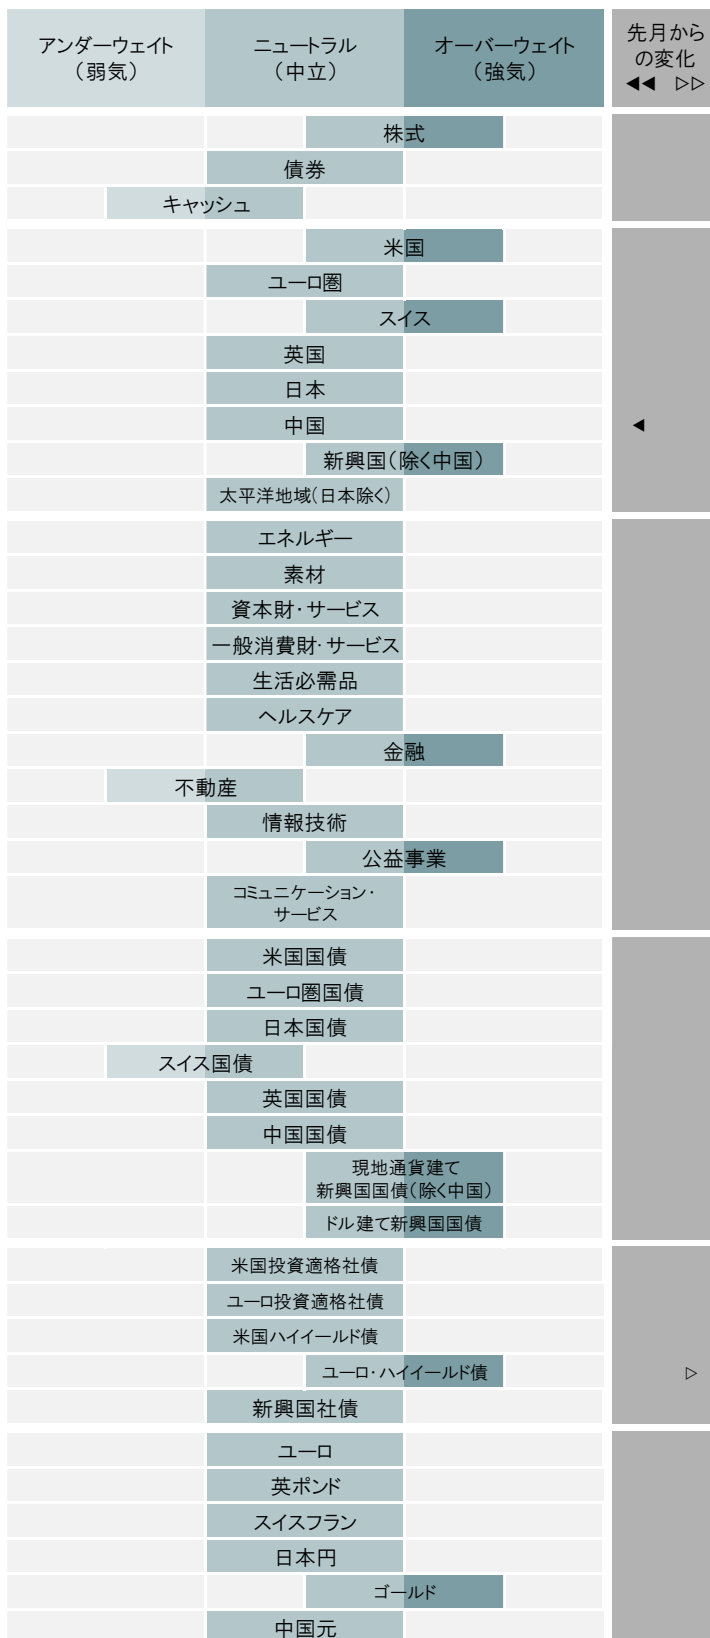 アンダーウェイト
（弱気）
ニュートラル
（中立）
オーバーウェイト
（強気）
先月から
の変化
◀◀ ▷▷
株式
債券
キャッシュ
米国
ユーロ圏
スイス
英国
日本
中国
◀
新興国（除く中国）
太平洋地域（日本除く）
エネルギー
素材
資本財・サービス
一般消費財・サービス
生活必需品
ヘルスケア
金融
不動産
情報技術
公益事業
コミュニケーション・
サービス
米国国債
ユーロ圏国債
日本国債
スイス国債
英国国債
中国国債
現地通貨建て
新興国国債（除く中国）
ドル建て新興国国債
米国投資適格社債
ユーロ投資適格社債
米国ハイイールド債
ユーロ・ハイイールド債
▷
新興国社債
ユーロ
英ポンド
スイスフラン
日本円
ゴールド
中国元